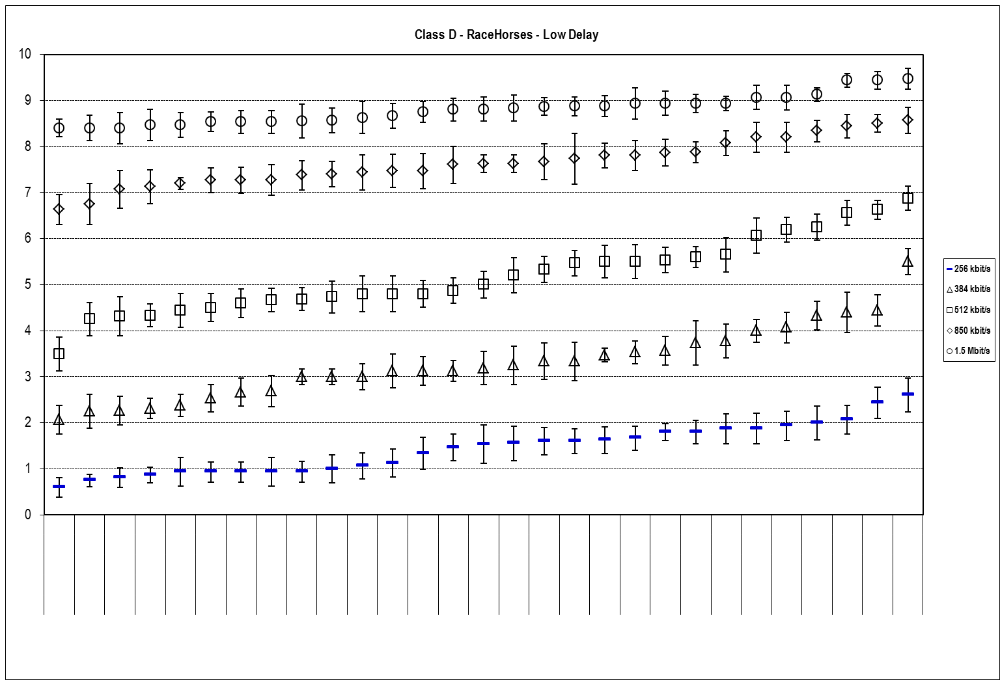 Class D - RaceHorses - Low Delay
10
9
8
7
6
5
4
3
2
1
0
256 kbit/s
384 kbit/s
512 kbit/s
850 kbit/s
1.5 Mbit/s